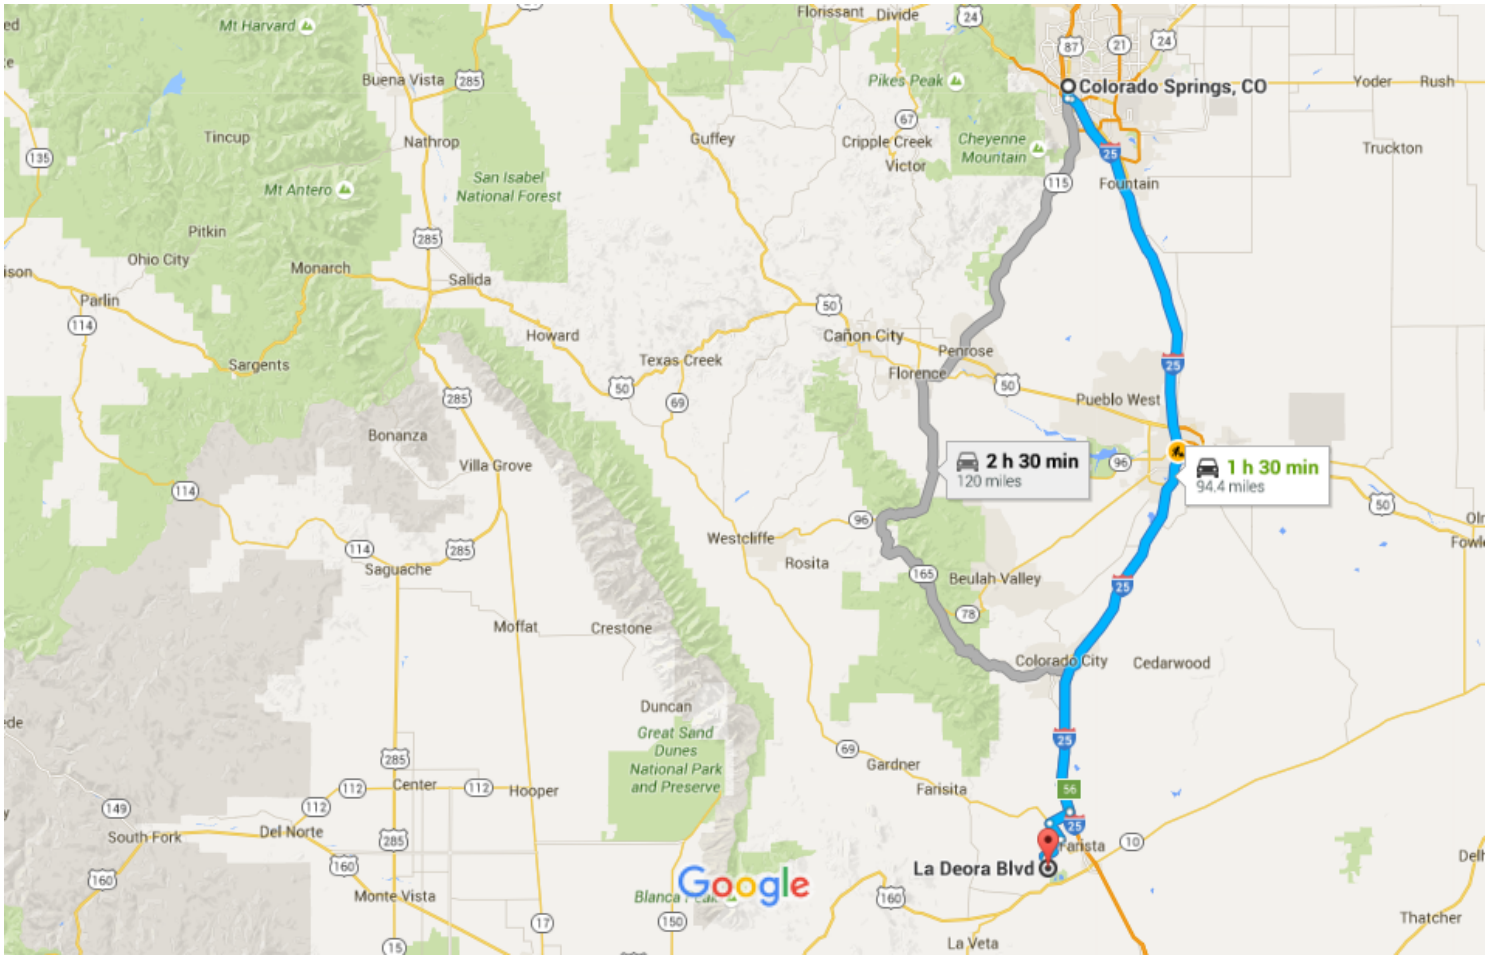 ed
Mt Harvard
Florissant
Divide
24
87
21
24
Buena Vista
285
Pikes Peak
Colorado Springs, CO
Yoder
Rush
Tincup
Nathrop
Guffey
67
Cripple Creek
Victor
Cheyenne
Mountain
25
Truckton
135
Mt Antero
San Isabel
National Forest
115
Fountain
Pitkin
285
Ohio City
Monarch
ison
Salida
Parlin
114
50
Howard
Cañon City
Texas Creek
Penrose
Sargents
Florence
25
285
50
69
50
Pueblo West
Bonanza
Villa Grove
2 h 30 min
120 miles
96
1 h 30 min
94.4 miles
114
50
96
Westcliffe
Rosita
114
285
Saguache
165
Beulah Valley
25
78
Moffat
Crestone
Colorado City
Cedarwood
Duncan
ede
Great Sand
Dunes
National Park
and Preserve
25
69
Gardner
285
Center
112
112
Hooper
Farisita
56
149
112
South Fork
Del Norte
285
160
25
10
Farista
La Deora Blvd
160
Monte Vista
Google
Blanca
160
17
150
15
La Veta
Thatcher
Delh
Fowle